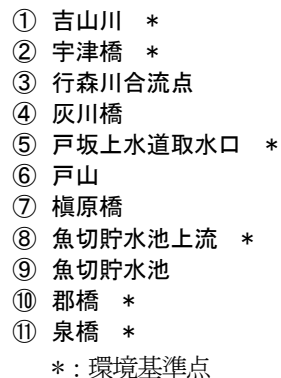 ① 吉山川 *
② 宇津橋 *
③ 行森川合流点
④ 灰川橋
⑤ 戸坂上水道取水口 *
⑥ 戸山
⑦ 槇原橋
⑧ 魚切貯水池上流 *
⑨ 魚切貯水池
⑩ 郡橋 *
⑪ 泉橋 *
*：環境基準点